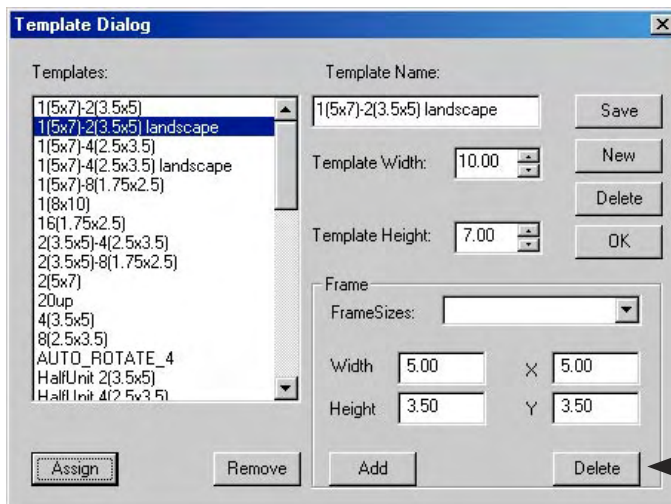 Template Dialog
Templates:
1(5x7)-2(3.5x5)
1(5x7)-2(3.5x5) landscape
1(5x7)-4(2.5x3.5)
1(5x7)-4(2.5x3.5) landscape
1(5x7)-8(1.75x2.5)
1(8x10)
16(1.75x2.5)
2(3.5x5)-4(2.5x3.5)
2(3.5x5)-8(1.75x2.5)
2(5x7)
20up
4(3.5x5)
8(2.5x3.5)
AUTO_ROTATE_4
HalfUnit 2(3.5x5)
HalfUnit 4(2.5x3.5)
Assign
Remove
Template Name:
1(5x7)-2(3.5x5) landscape
Template Width: 10.00
Template Height: 7.00
Save
New
Delete
OK
Frame
FrameSizes:
Width 5.00 X 5.00
Height 3.50 Y 3.50
Add
Delete